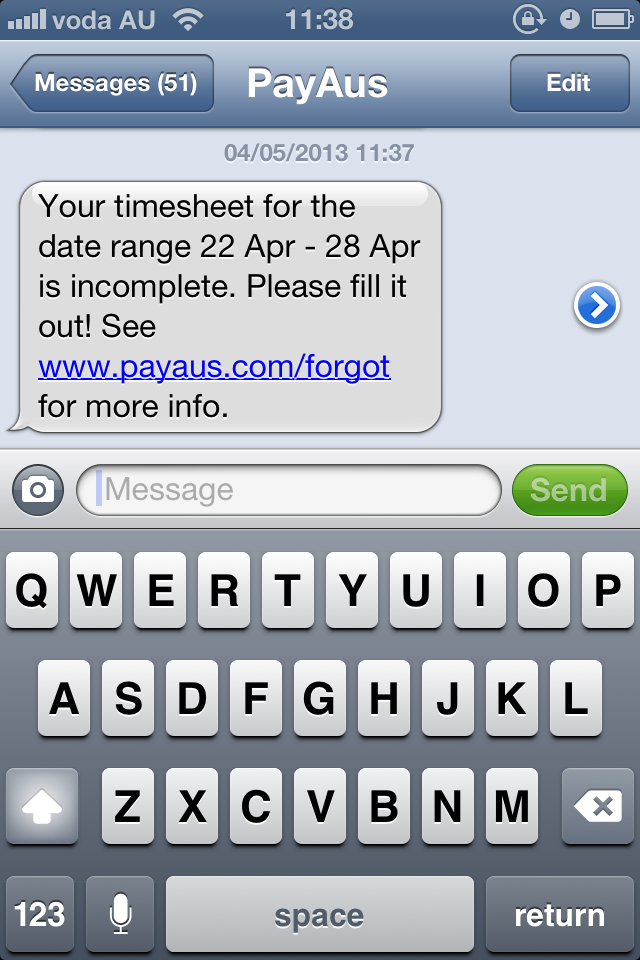 voda AU 11:38
Messages (51) PayAus Edit
04/05/2013 11:37
Your timesheet for the
date range 22 Apr - 28 Apr
is incomplete. Please fill it
out! See
www.payaus.com/forgot
for more info.
Message Send
Q W E R T Y U I O P
A S D F G H J K L
Z X C V B N M
123 space return